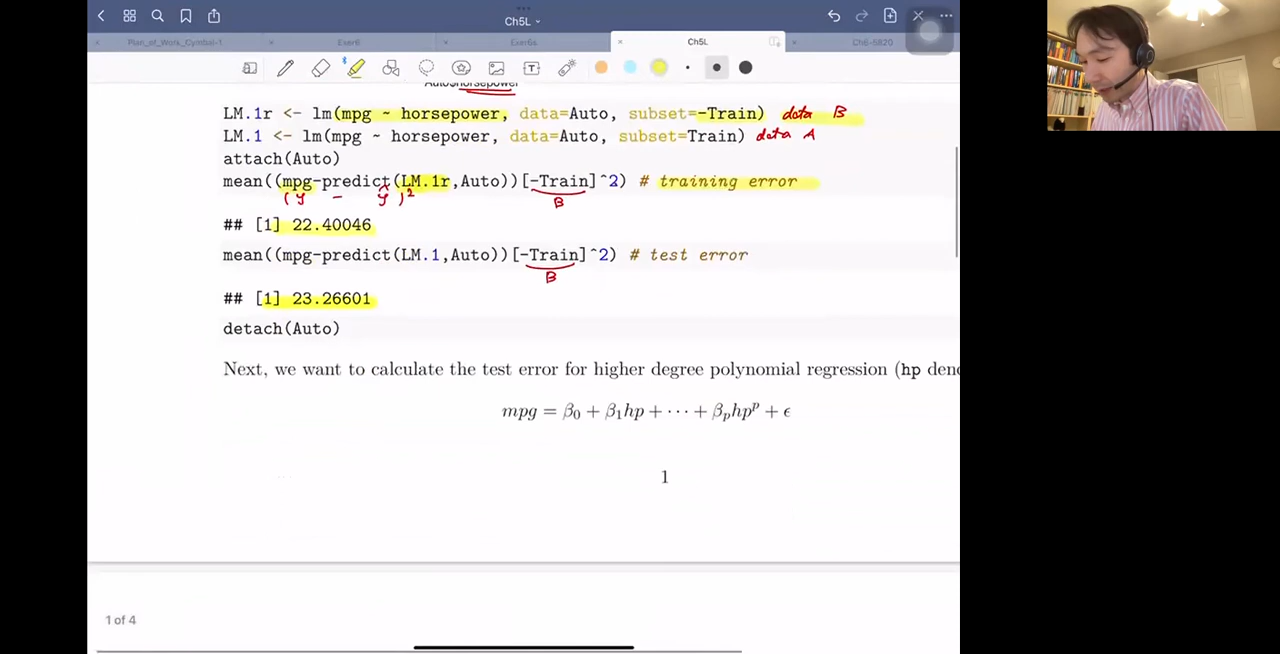 Ch5L
Plan_of_Work_Cymbal-1
Exer6
Exer6s
Ch5L
Ch6-5820
Auto$horsepower
LM.1r <- lm(mpg ~ horsepower, data=Auto, subset=-Train) data B
LM.1 <- lm(mpg ~ horsepower, data=Auto, subset=Train) data A
attach(Auto)
mean((mpg-predict(LM.1r,Auto))[-Train]^2) # training error
(y - ŷ)² B
## [1] 22.40046
mean((mpg-predict(LM.1,Auto))[-Train]^2) # test error
B
## [1] 23.26601
detach(Auto)
Next, we want to calculate the test error for higher degree polynomial regression (hp deno
mpg = β₀ + β₁hp + ⋯ + βₚhpᵖ + ϵ
1
1 of 4